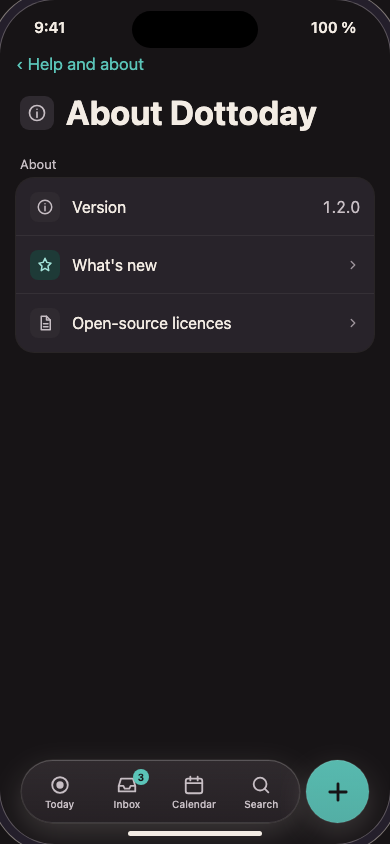 9:41
100 %
‹ Help and about
About Dottoday
About
Version 1.2.0
What's new
Open-source licences
3
Today Inbox Calendar Search